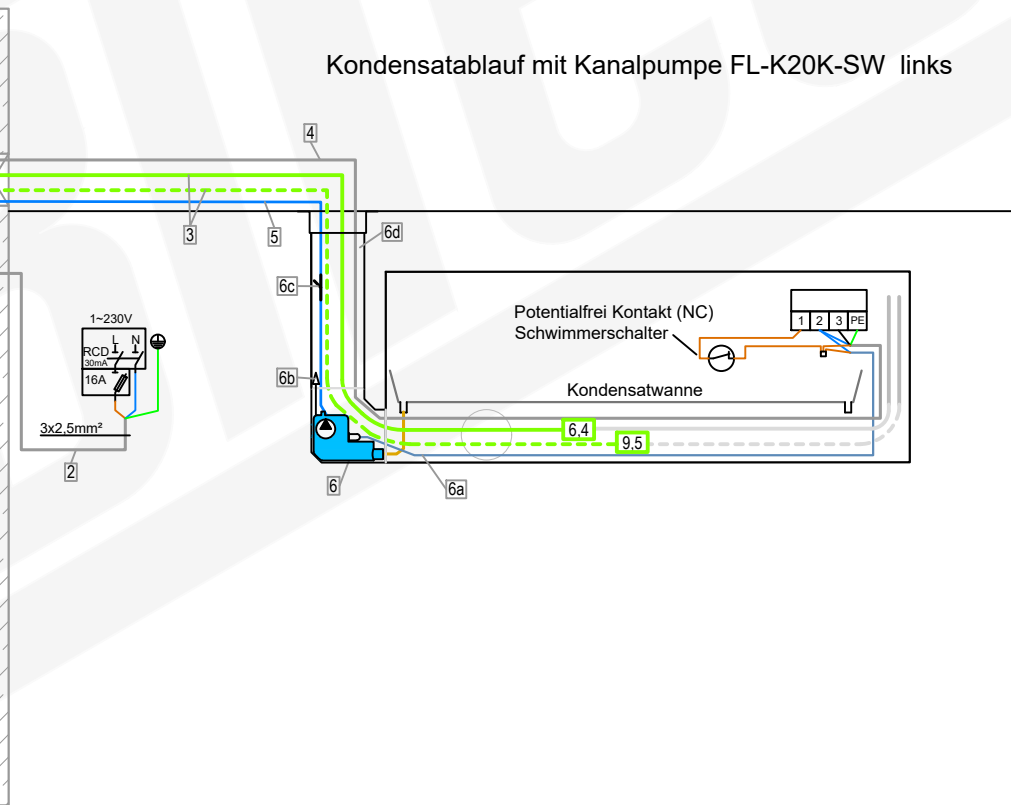 Kondensatablauf mit Kanalpumpe FL-K20K-SW links
4
3
5
6d
6c
Potentialfrei Kontakt (NC)
Schwimmerschalter
1 2 3 PE
1~230V
L N
RCD
30mA
16A
6b
Kondensatwanne
3x2,5mm²
6,4
9,5
2
6
6a